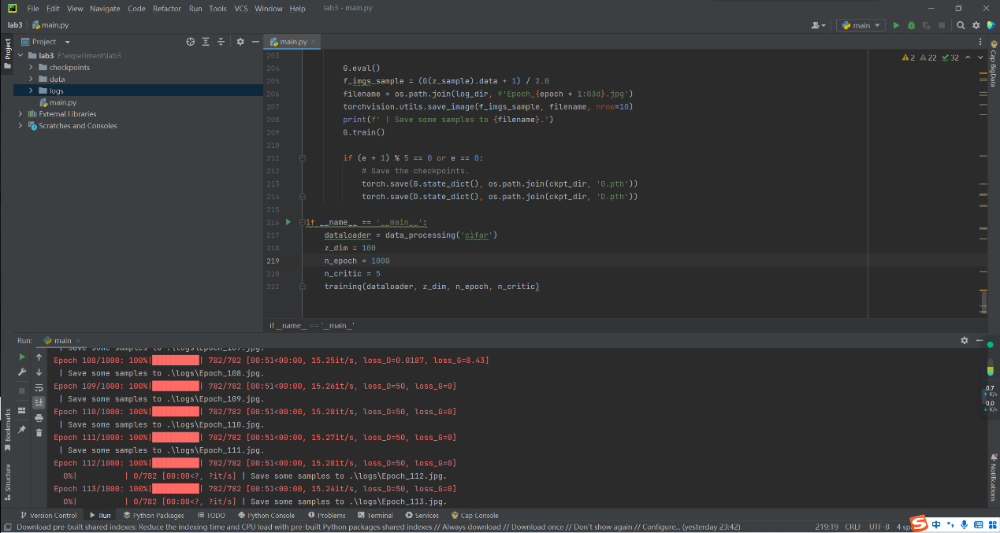 File Edit View Navigate Code Refactor Run Tools VCS Window Help lab3 - main.py
lab3 main.py main
Project main.py
lab3 E:\experiment\lab3
checkpoints
data
logs
main.py
External Libraries
Scratches and Consoles
Project
Bookmarks
Structure
2 22 32
203
204 G.eval()
205 f_imgs_sample = (G(z_sample).data + 1) / 2.0
206 filename = os.path.join(log_dir, f'Epoch_{epoch + 1:03d}.jpg')
207 torchvision.utils.save_image(f_imgs_sample, filename, nrow=10)
208 print(f' | Save some samples to {filename}.')
209 G.train()
210
211 if (e + 1) % 5 == 0 or e == 0:
212 # Save the checkpoints.
213 torch.save(G.state_dict(), os.path.join(ckpt_dir, 'G.pth'))
214 torch.save(D.state_dict(), os.path.join(ckpt_dir, 'D.pth'))
215
216 if __name__ == '__main__':
217 dataloader = data_processing('cifar')
218 z_dim = 100
219 n_epoch = 1000
220 n_critic = 5
221 training(dataloader, z_dim, n_epoch, n_critic)
if __name__ == '__main__'
Cap BigData
Notifications
Run: main
| Save some samples to .\logs\Epoch_107.jpg.
Epoch 108/1000: 100%|██████████| 782/782 [00:51<00:00, 15.25it/s, loss_D=0.0187, loss_G=8.43]
| Save some samples to .\logs\Epoch_108.jpg.
Epoch 109/1000: 100%|██████████| 782/782 [00:51<00:00, 15.26it/s, loss_D=50, loss_G=0]
| Save some samples to .\logs\Epoch_109.jpg.
Epoch 110/1000: 100%|██████████| 782/782 [00:51<00:00, 15.28it/s, loss_D=50, loss_G=0]
| Save some samples to .\logs\Epoch_110.jpg.
Epoch 111/1000: 100%|██████████| 782/782 [00:51<00:00, 15.27it/s, loss_D=50, loss_G=0]
| Save some samples to .\logs\Epoch_111.jpg.
Epoch 112/1000: 100%|██████████| 782/782 [00:51<00:00, 15.28it/s, loss_D=50, loss_G=0]
0%| | 0/782 [00:00<?, ?it/s] | Save some samples to .\logs\Epoch_112.jpg.
Epoch 113/1000: 100%|██████████| 782/782 [00:51<00:00, 15.24it/s, loss_D=50, loss_G=0]
0%| | 0/782 [00:00<?, ?it/s] | Save some samples to .\logs\Epoch_113.jpg.
0.7
K/s
0.0
K/s
Version Control Run Python Packages TODO Python Console Problems Terminal Services Cap Console
Download pre-built shared indexes: Reduce the indexing time and CPU load with pre-built Python packages shared indexes // Always download // Download once // Don't show again // Configure... (yesterday 23:42) 219:19 CRLF UTF-8 4 spa
S 中